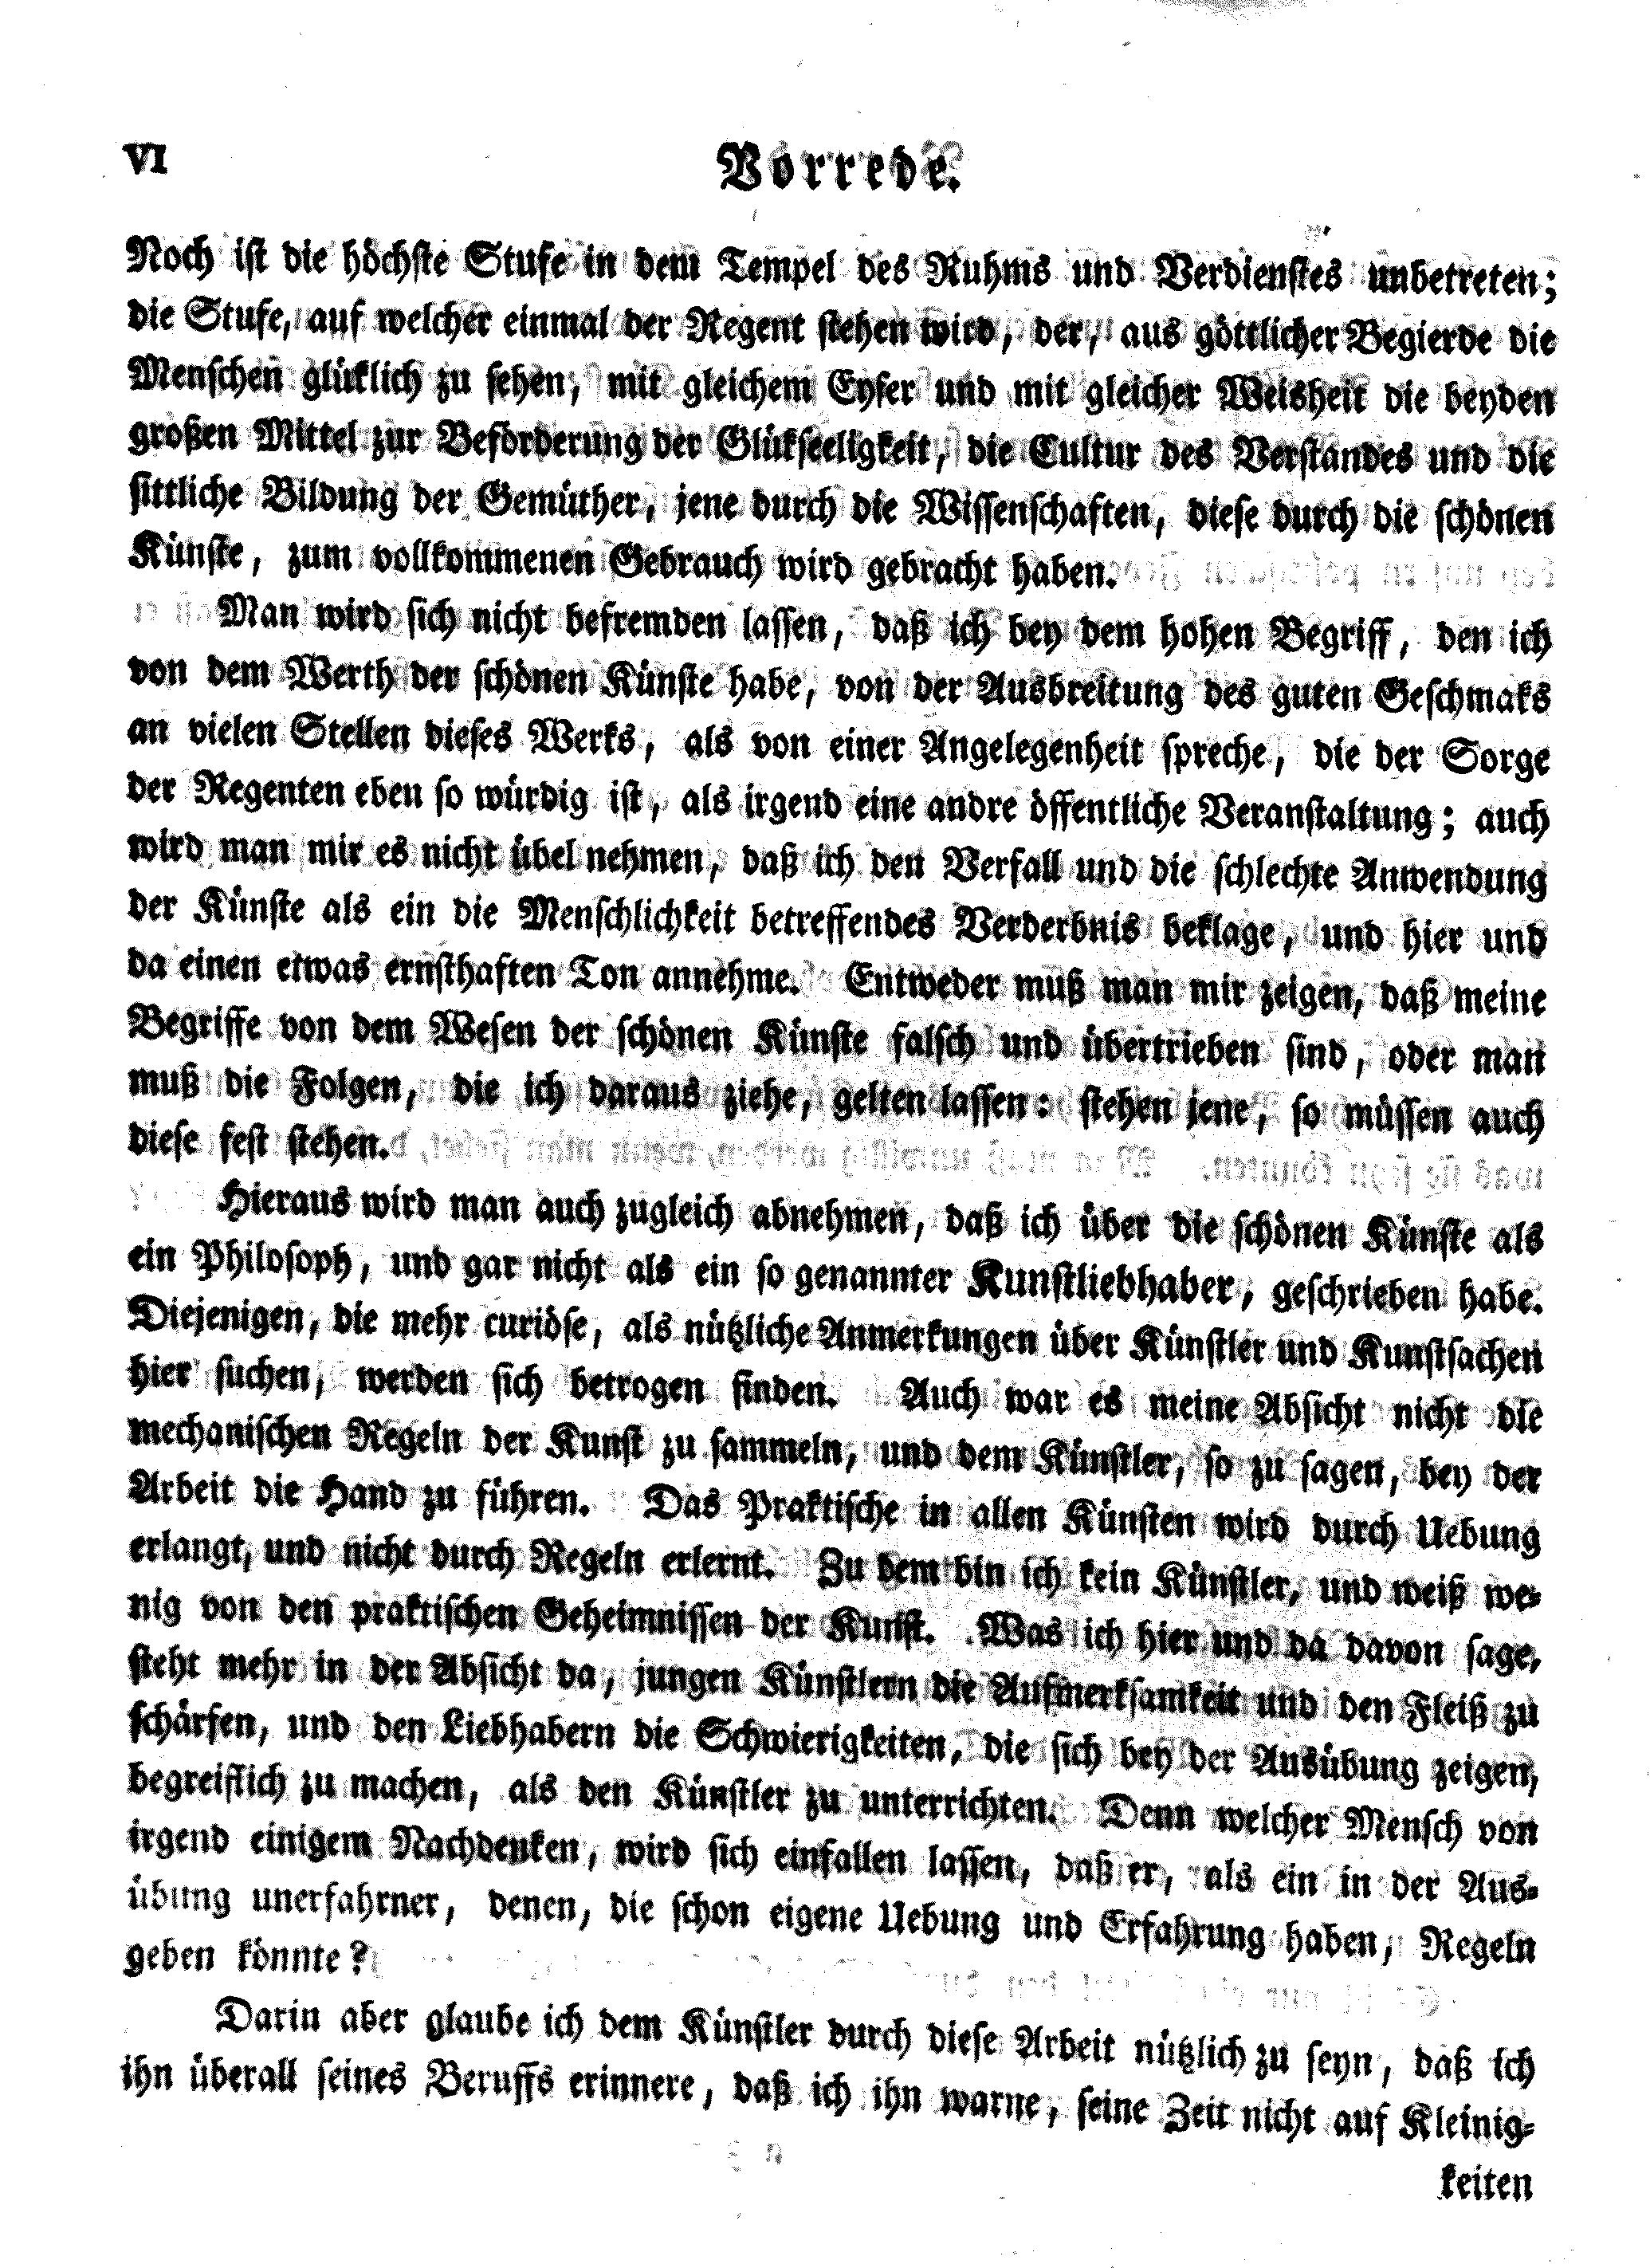 VI
Vorrede.
Noch ist die höchste Stufe in dem Tempel des Ruhms und Verdienstes unbetreten;
die Stufe, auf welcher einmal der Regent stehen wird, der, aus göttlicher Begierde die
Menschen glüklich zu sehen, mit gleichem Eyfer und mit gleicher Weisheit die beyden
großen Mittel zur Beförderung der Glükseeligkeit, die Cultur des Verstandes und die
sittliche Bildung der Gemüther, jene durch die Wissenschaften, diese durch die schönen
Künste, zum vollkommenen Gebrauch wird gebracht haben.
Man wird sich nicht befremden lassen, daß ich bey dem hohen Begriff, den ich
von dem Werth der schönen Künste habe, von der Ausbreitung des guten Geschmaks
an vielen Stellen dieses Werks, als von einer Angelegenheit spreche, die der Sorge
der Regenten eben so würdig ist, als irgend eine andre öffentliche Veranstaltung; auch
wird man mir es nicht übel nehmen, daß ich den Verfall und die schlechte Anwendung
der Künste als ein die Menschlichkeit betreffendes Verderbnis beklage, und hier und
da einen etwas ernsthaften Ton annehme. Entweder muß man mir zeigen, daß meine
Begriffe von dem Wesen der schönen Künste falsch und übertrieben sind, oder man
muß die Folgen, die ich daraus ziehe, gelten lassen: stehen jene, so müssen auch
diese fest stehen.
Hieraus wird man auch zugleich abnehmen, daß ich über die schönen Künste als
ein Philosoph, und gar nicht als ein so genannter Kunstliebhaber, geschrieben habe.
Diejenigen, die mehr curiöse, als nützliche Anmerkungen über Künstler und Kunstsachen
hier suchen, werden sich betrogen finden. Auch war es meine Absicht nicht die
mechanischen Regeln der Kunst zu sammeln, und dem Künstler, so zu sagen, bey der
Arbeit die Hand zu führen. Das Praktische in allen Künsten wird durch Uebung
erlangt, und nicht durch Regeln erlernt. Zu dem bin ich kein Künstler, und weiß we-
nig von den praktischen Geheimnissen der Kunst. Was ich hier und da davon sage,
steht mehr in der Absicht da, jungen Künstlern die Aufmerksamkeit und den Fleiß zu
schärfen, und den Liebhabern die Schwierigkeiten, die sich bey der Ausübung zeigen,
begreiflich zu machen, als den Künstler zu unterrichten. Denn welcher Mensch von
irgend einigem Nachdenken, wird sich einfallen lassen, daß er, als ein in der Aus-
übung unerfahrner, denen, die schon eigene Uebung und Erfahrung haben, Regeln
geben könnte?
Darin aber glaube ich dem Künstler durch diese Arbeit nützlich zu seyn, daß ich
ihn überall seines Beruffs erinnere, daß ich ihn warne, seine Zeit nicht auf Kleinig-
keiten